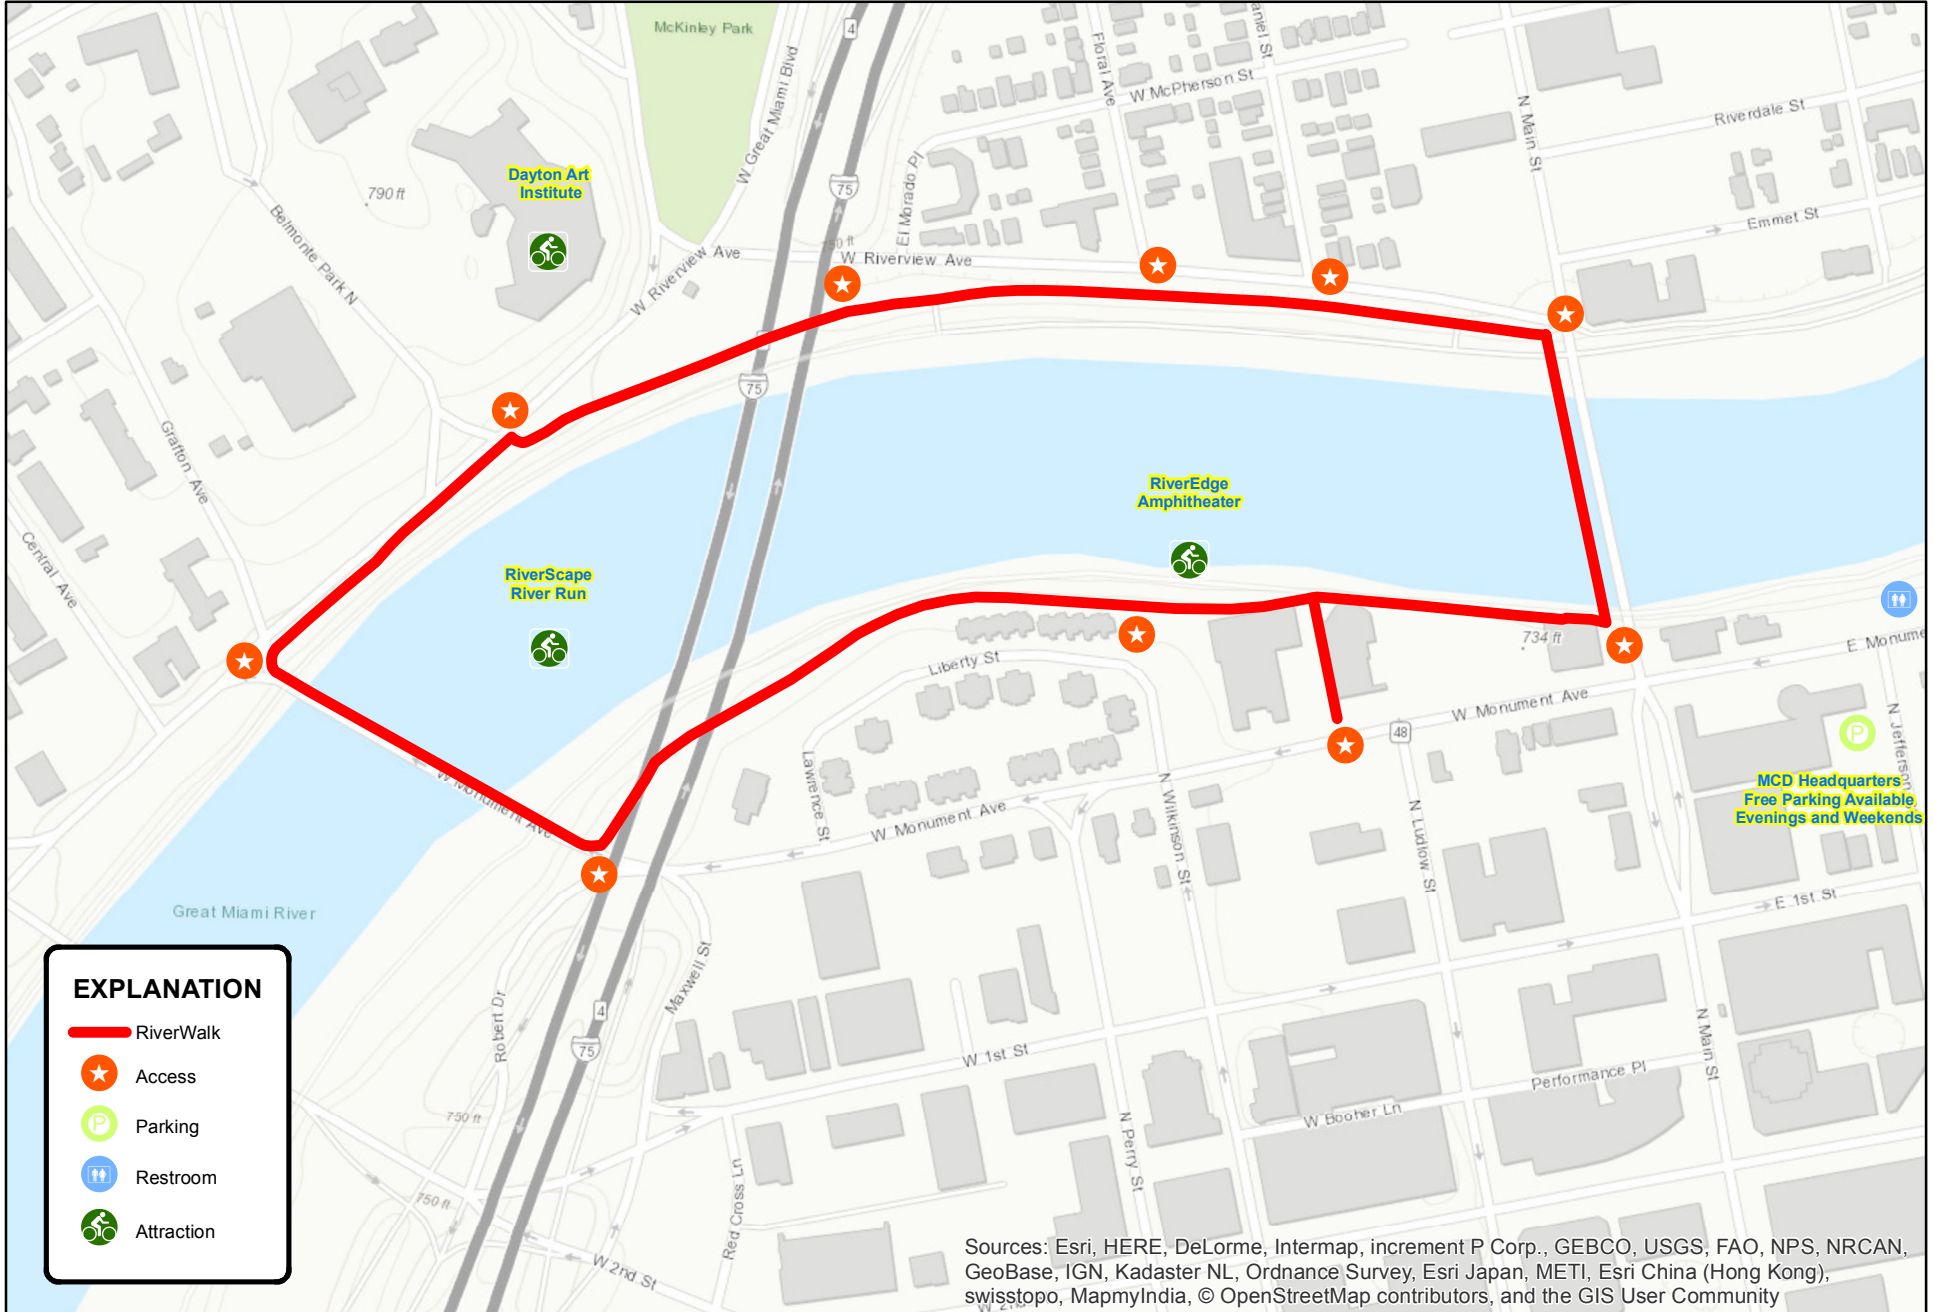 McKinley Park
4
Floral Ave
aniel St
W McPherson St
N Main St
Riverdale St
W Great Miami Blvd
Dayton Art
Institute
790 ft
75
El Morado Pl
Emmet St
Belmonte Park N
W Riverview Ave
W Riverview Ave
75
Grafton Ave
RiverEdge
Amphitheater
Central Ave
RiverScape
River Run
734 ft
E Monume
Liberty St
W Monument Ave
48
N Jefferson
P
Lawrence St
W Monument Ave
W Monument Ave
N Wilkinson St
N Ludlow St
MCD Headquarters
Free Parking Available
Evenings and Weekends
E 1st St
Great Miami River
Maxwell St
Robert Dr
4
75
W 1st St
N Main St
Performance Pl
W Booher Ln
N Perry St
750 ft
750 ft
Red Cross Ln
W 2nd St
EXPLANATION
RiverWalk
Access
P Parking
Restroom
Attraction
Sources: Esri, HERE, DeLorme, Intermap, increment P Corp., GEBCO, USGS, FAO, NPS, NRCAN,
GeoBase, IGN, Kadaster NL, Ordnance Survey, Esri Japan, METI, Esri China (Hong Kong),
swisstopo, MapmyIndia, © OpenStreetMap contributors, and the GIS User Community